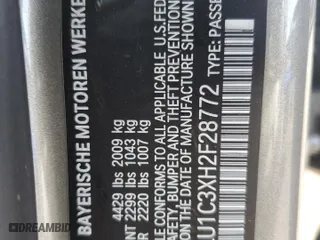 BAYERISCHE MOTOREN WERKE
4429 lbs 2009 kg
NT 2299 lbs 1043 kg
R 2220 lbs 1007 kg
E CONFORMS TO ALL APPLICABLE U.S. FED
SAFETY, BUMPER AND THEFT PREVENTION
THE DATE OF MANUFACTURE SHOWN
U1C3XH2F28772 TYPE: PASSE